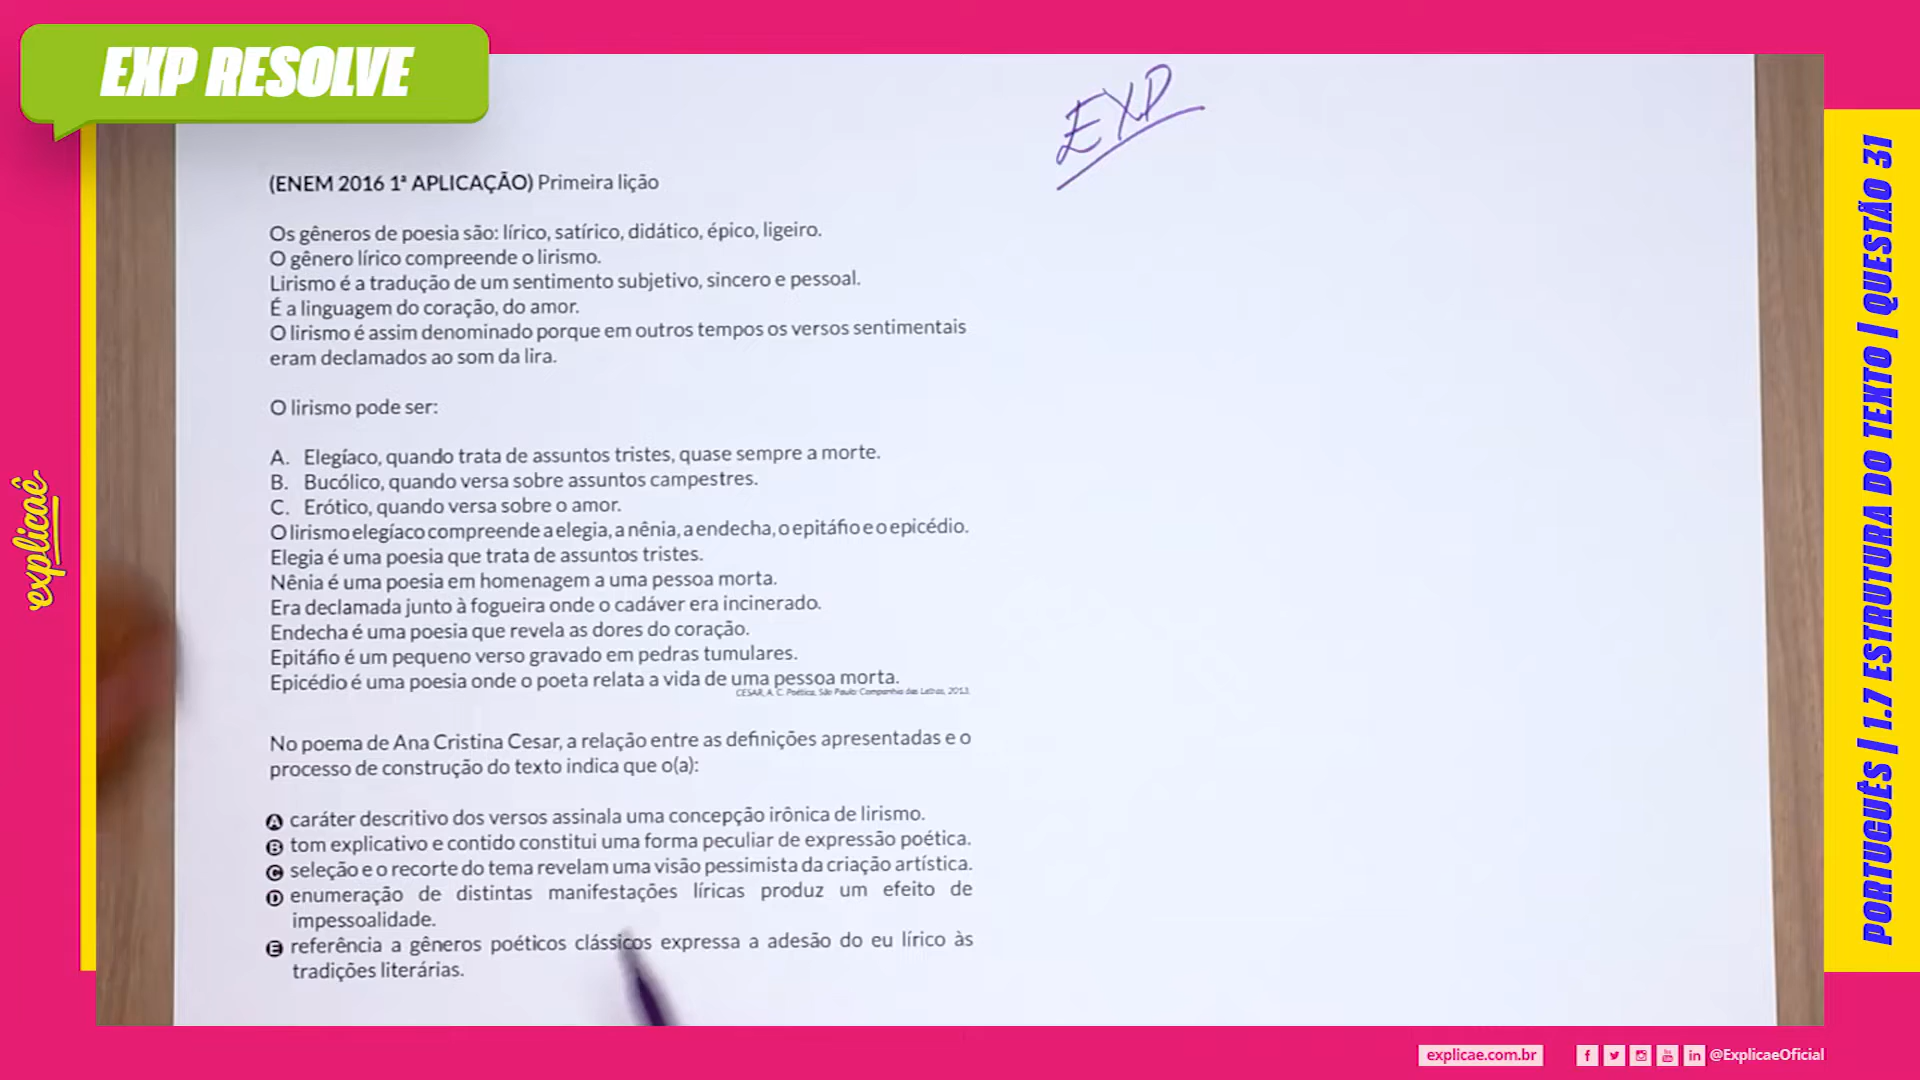 EXP RESOLVE
EXP
(ENEM 2016 1ª APLICAÇÃO) Primeira lição
Os gêneros de poesia são: lírico, satírico, didático, épico, ligeiro.
O gênero lírico compreende o lirismo.
Lirismo é a tradução de um sentimento subjetivo, sincero e pessoal.
É a linguagem do coração, do amor.
O lirismo é assim denominado porque em outros tempos os versos sentimentais
eram declamados ao som da lira.
O lirismo pode ser:
A. Elegíaco, quando trata de assuntos tristes, quase sempre a morte.
B. Bucólico, quando versa sobre assuntos campestres.
C. Erótico, quando versa sobre o amor.
O lirismo elegíaco compreende a elegia, a nênia, a endecha, o epitáfio e o epicédio.
Elegia é uma poesia que trata de assuntos tristes.
Nênia é uma poesia em homenagem a uma pessoa morta.
Era declamada junto à fogueira onde o cadáver era incinerado.
Endecha é uma poesia que revela as dores do coração.
Epitáfio é um pequeno verso gravado em pedras tumulares.
Epicédio é uma poesia onde o poeta relata a vida de uma pessoa morta.
CESAR, A. C. Poética. São Paulo: Companhia das Letras, 2013.
No poema de Ana Cristina Cesar, a relação entre as definições apresentadas e o
processo de construção do texto indica que o(a):
A caráter descritivo dos versos assinala uma concepção irônica de lirismo.
B tom explicativo e contido constitui uma forma peculiar de expressão poética.
C seleção e o recorte do tema revelam uma visão pessimista da criação artística.
D enumeração de distintas manifestações líricas produz um efeito de
impessoalidade.
E referência a gêneros poéticos clássicos expressa a adesão do eu lírico às
tradições literárias.
explicaê
PORTUGUÊS | 1.7 ESTRUTURA DO TEXTO | QUESTÃO 31
explicae.com.br
@ExplicaeOficial